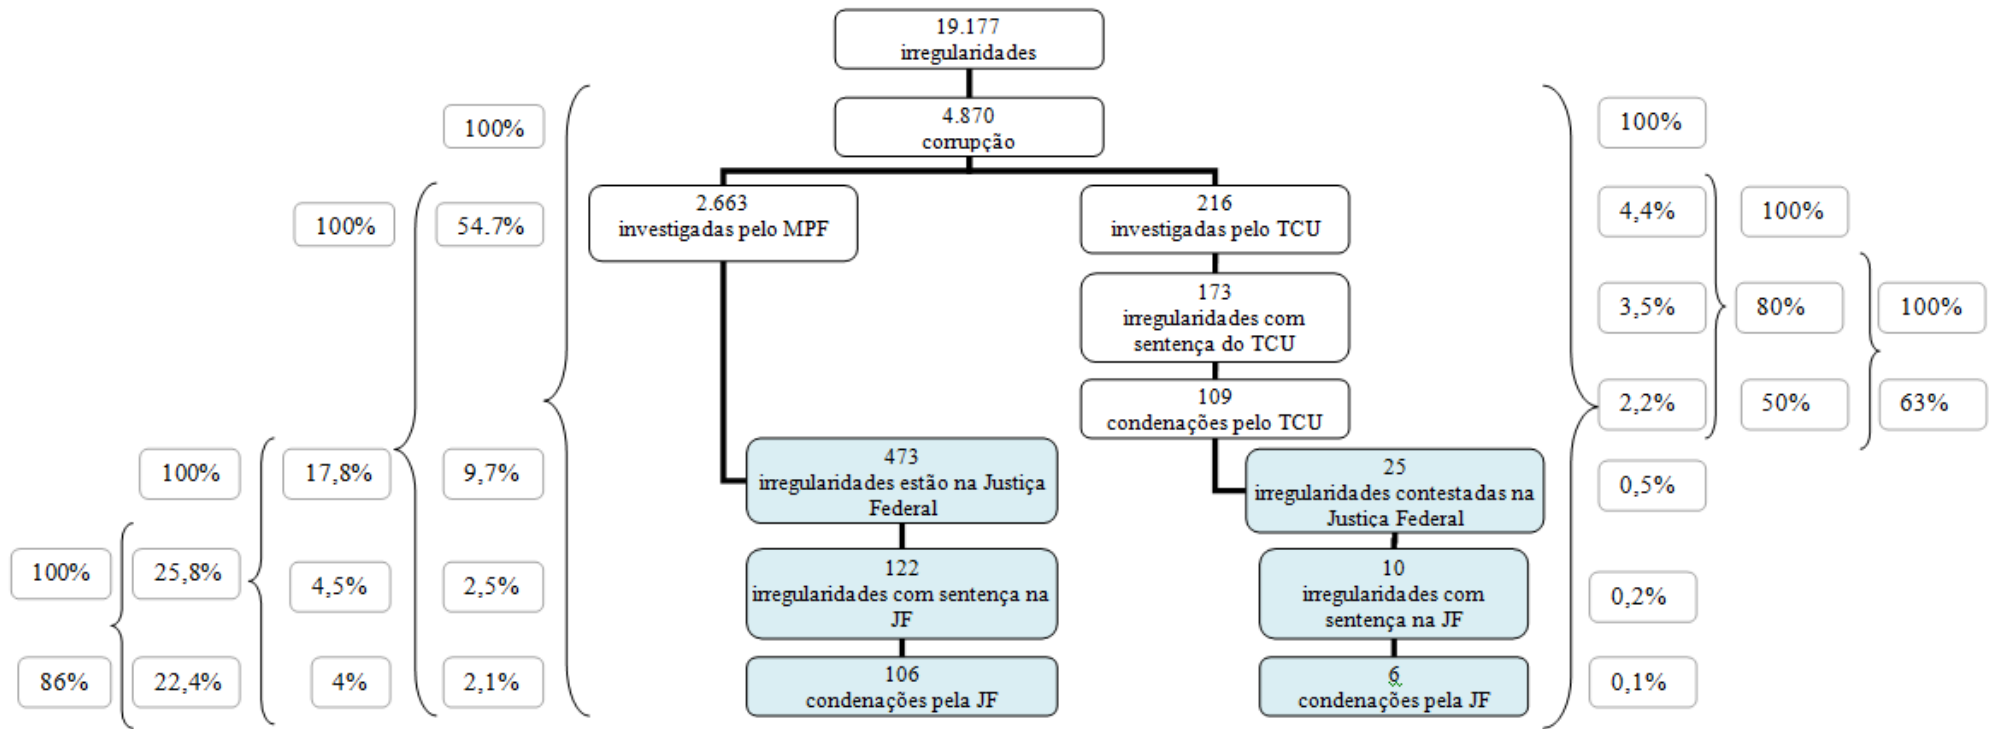 19.177
irregularidades
4.870
corrupção
100%
100%
2.663
investigadas pelo MPF
216
investigadas pelo TCU
100%
54.7%
4,4%
100%
173
irregularidades com
sentença do TCU
3,5%
80%
100%
109
condenações pelo TCU
2,2%
50%
63%
473
irregularidades estão na Justiça
Federal
25
irregularidades contestadas na
Justiça Federal
100%
17,8%
9,7%
0,5%
122
irregularidades com sentença na
JF
10
irregularidades com
sentença na JF
100%
25,8%
4,5%
2,5%
0,2%
106
condenações pela JF
6
condenações pela JF
86%
22,4%
4%
2,1%
0,1%